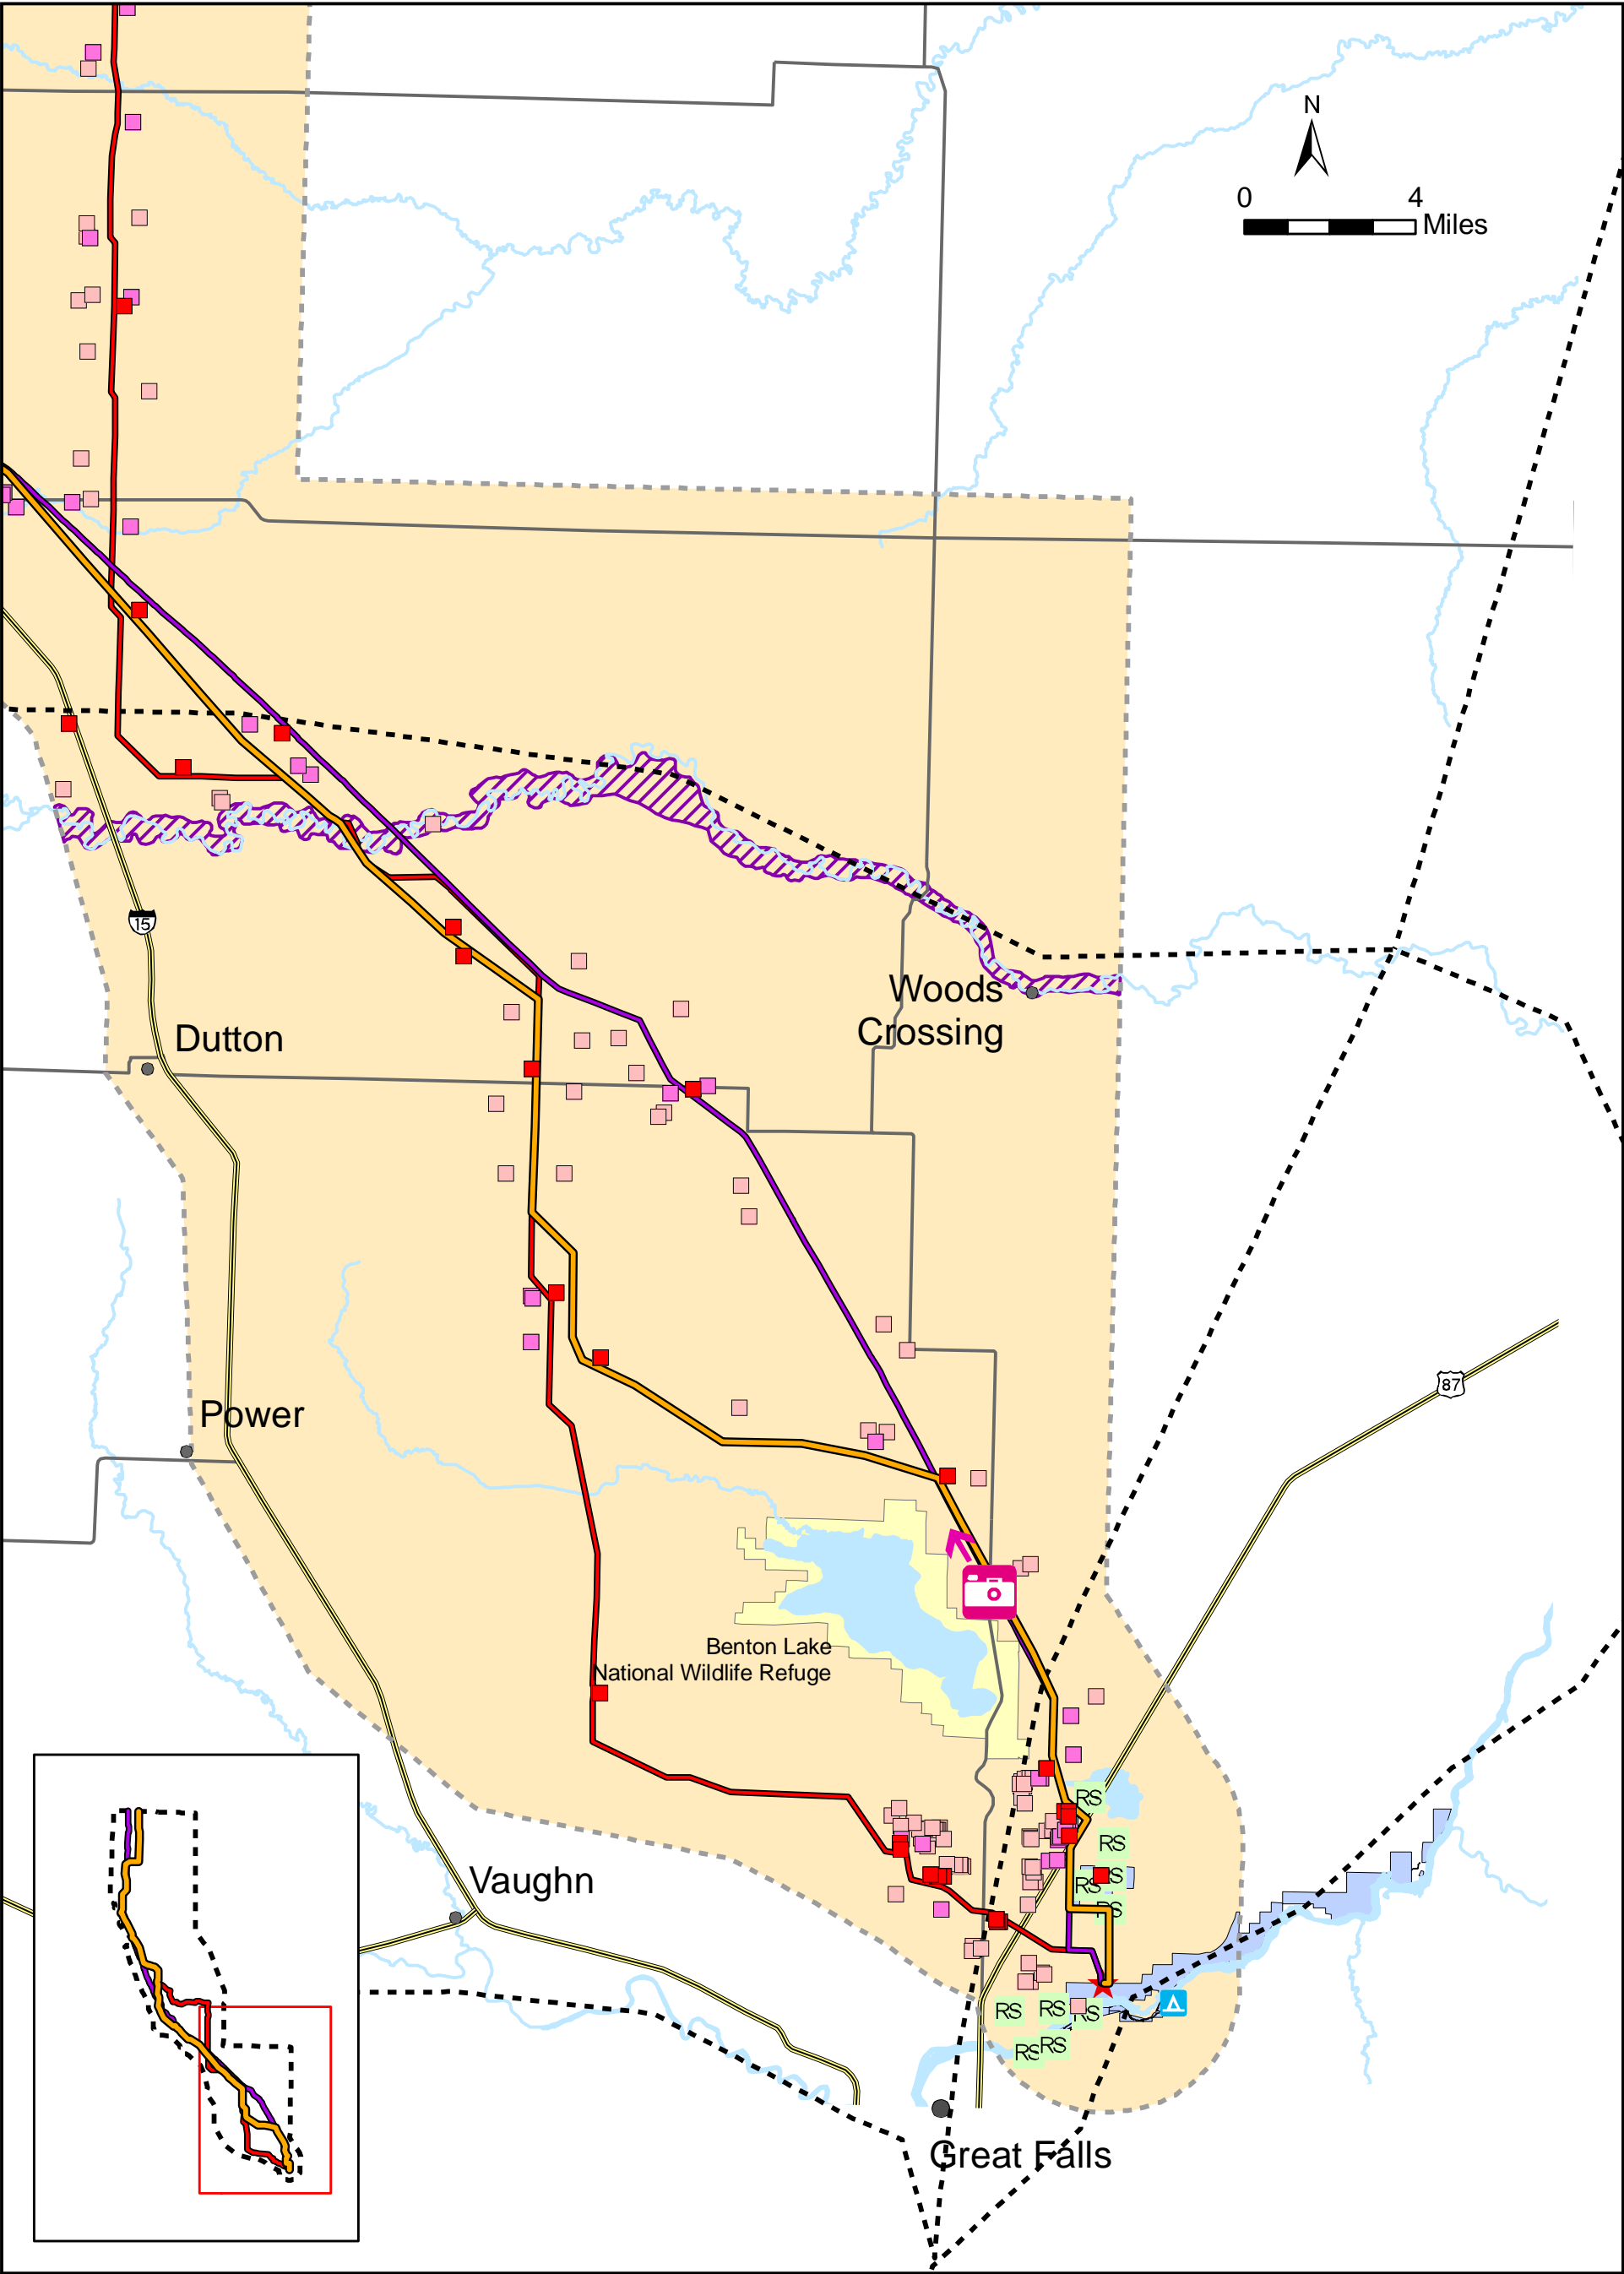 N
0 4
Miles
15
Woods
Crossing
Dutton
87
Power
Benton Lake
National Wildlife Refuge
RS
RS
RS
RS
RS
Vaughn
RS
RS
RS
RS
RS
Great Falls